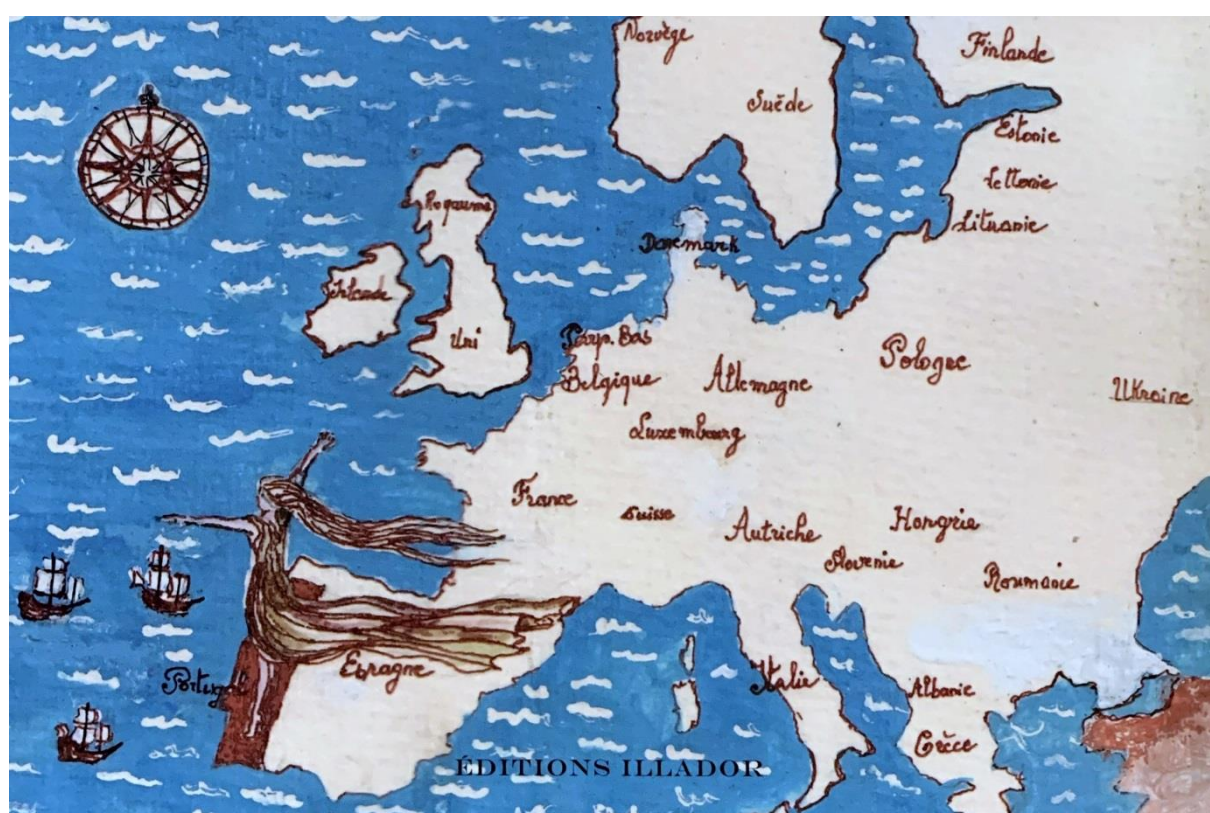 Norvège
Finlande
Suède
Estonie
Lettonie
Royaume
Lituanie
Danemark
Irlande
Uni
Pays. Bas
Pologne
Belgique
Allemagne
Ukraine
Luxembourg
France
Suisse
Autriche
Hongrie
Slovenie
Roumanie
Espagne
Portugal
Italie
Albanie
Grèce
ÉDITIONS ILLADOR